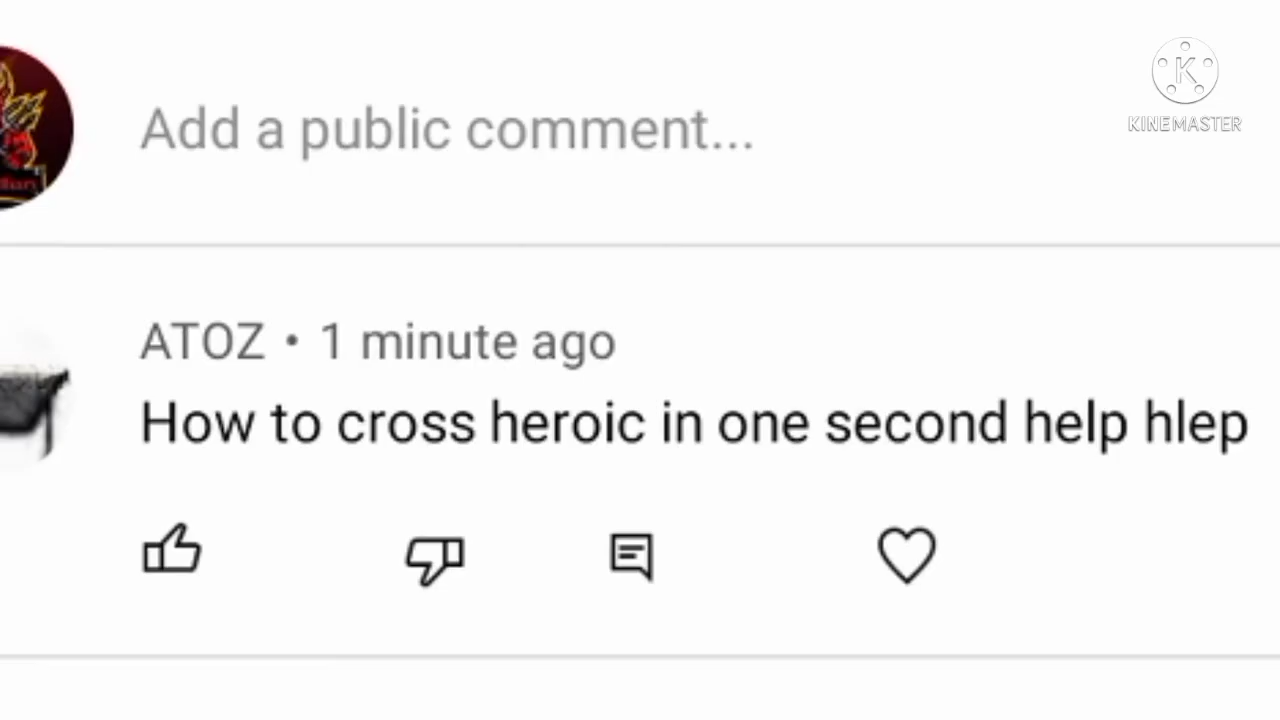 KINEMASTER
Add a public comment...
ATOZ • 1 minute ago
How to cross heroic in one second help hlep